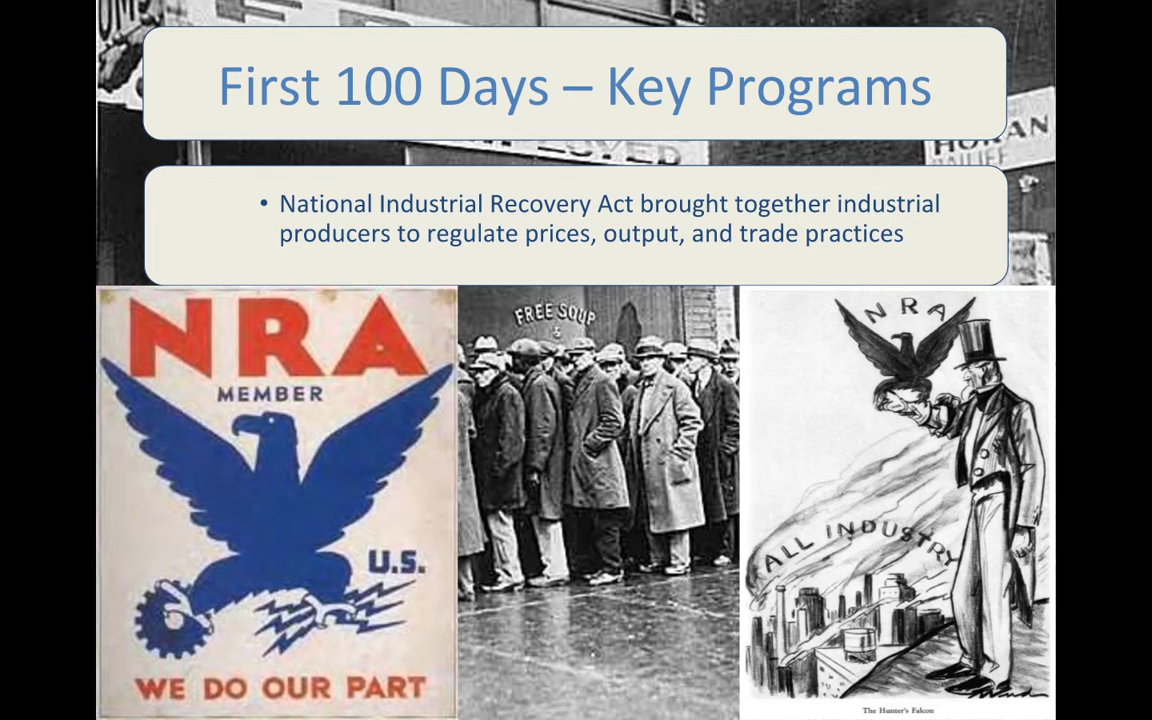 First 100 Days – Key Programs
HORAN
• National Industrial Recovery Act brought together industrial
producers to regulate prices, output, and trade practices
NRA
MEMBER
U.S.
WE DO OUR PART
FREE SOUP
&
NRA
ALL INDUSTRY
The Hunter's Falcon